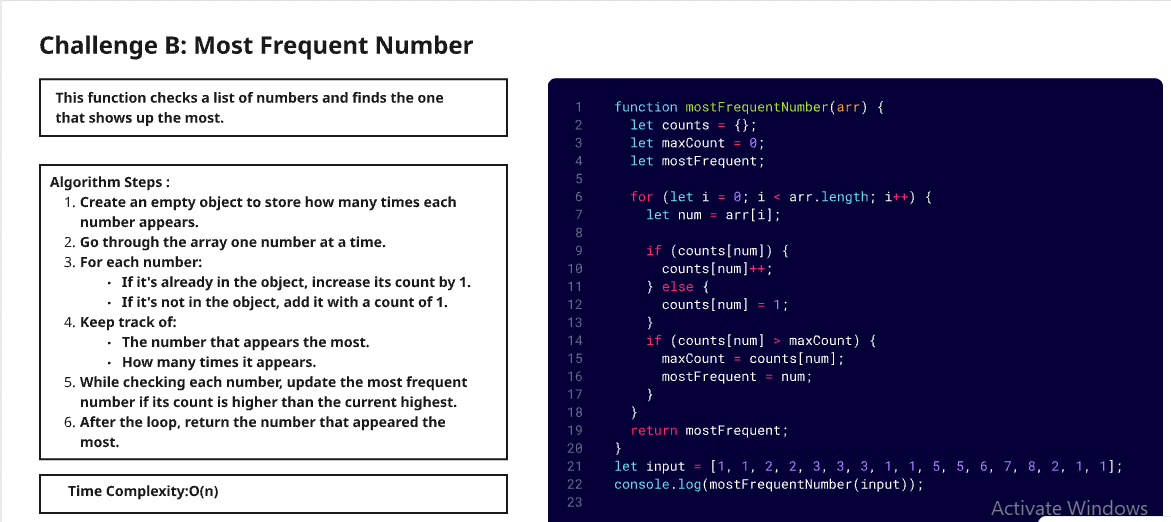 Challenge B: Most Frequent Number
This function checks a list of numbers and finds the one
that shows up the most.
Algorithm Steps :
1. Create an empty object to store how many times each
number appears.
2. Go through the array one number at a time.
3. For each number:
• If it's already in the object, increase its count by 1.
• If it's not in the object, add it with a count of 1.
4. Keep track of:
• The number that appears the most.
• How many times it appears.
5. While checking each number, update the most frequent
number if its count is higher than the current highest.
6. After the loop, return the number that appeared the
most.
Time Complexity:O(n)
1 function mostFrequentNumber(arr) {
2 let counts = {};
3 let maxCount = 0;
4 let mostFrequent;
5
6 for (let i = 0; i < arr.length; i++) {
7 let num = arr[i];
8
9 if (counts[num]) {
10 counts[num]++;
11 } else {
12 counts[num] = 1;
13 }
14 if (counts[num] > maxCount) {
15 maxCount = counts[num];
16 mostFrequent = num;
17 }
18 }
19 return mostFrequent;
20 }
21 let input = [1, 1, 2, 2, 3, 3, 3, 1, 1, 5, 5, 6, 7, 8, 2, 1, 1];
22 console.log(mostFrequentNumber(input));
23
Activate Windows